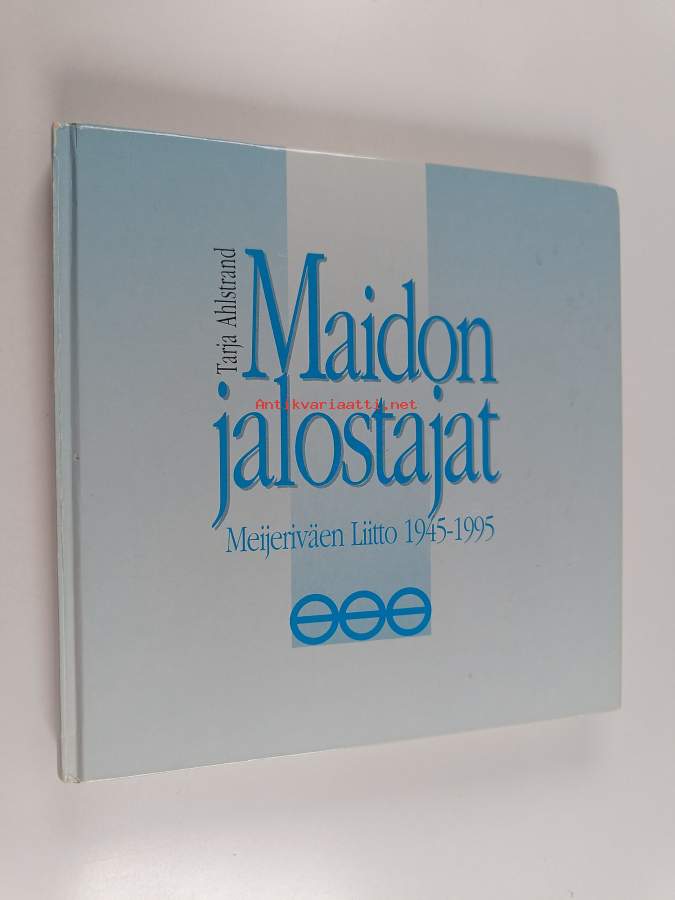 Tarja Ahlstrand
Maidon
Antikvariaatti.net
jalostajat
Meijeriväen Liitto 1945-1995